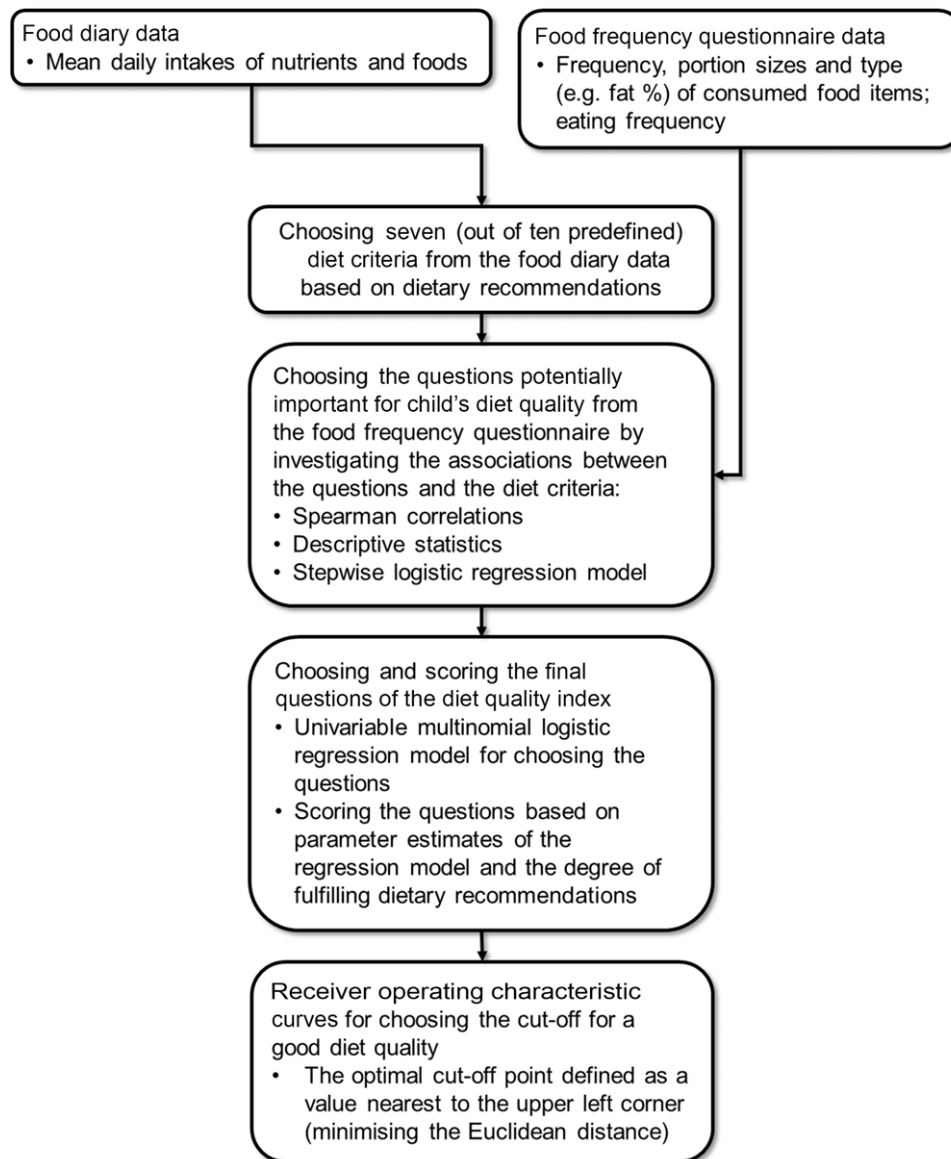 Food diary data
• Mean daily intakes of nutrients and foods
Food frequency questionnaire data
• Frequency, portion sizes and type
(e.g. fat %) of consumed food items;
eating frequency
Choosing seven (out of ten predefined)
diet criteria from the food diary data
based on dietary recommendations
Choosing the questions potentially
important for child's diet quality from
the food frequency questionnaire by
investigating the associations between
the questions and the diet criteria:
• Spearman correlations
• Descriptive statistics
• Stepwise logistic regression model
Choosing and scoring the final
questions of the diet quality index
• Univariable multinomial logistic
regression model for choosing the
questions
• Scoring the questions based on
parameter estimates of the
regression model and the degree of
fulfilling dietary recommendations
Receiver operating characteristic
curves for choosing the cut-off for a
good diet quality
• The optimal cut-off point defined as a
value nearest to the upper left corner
(minimising the Euclidean distance)